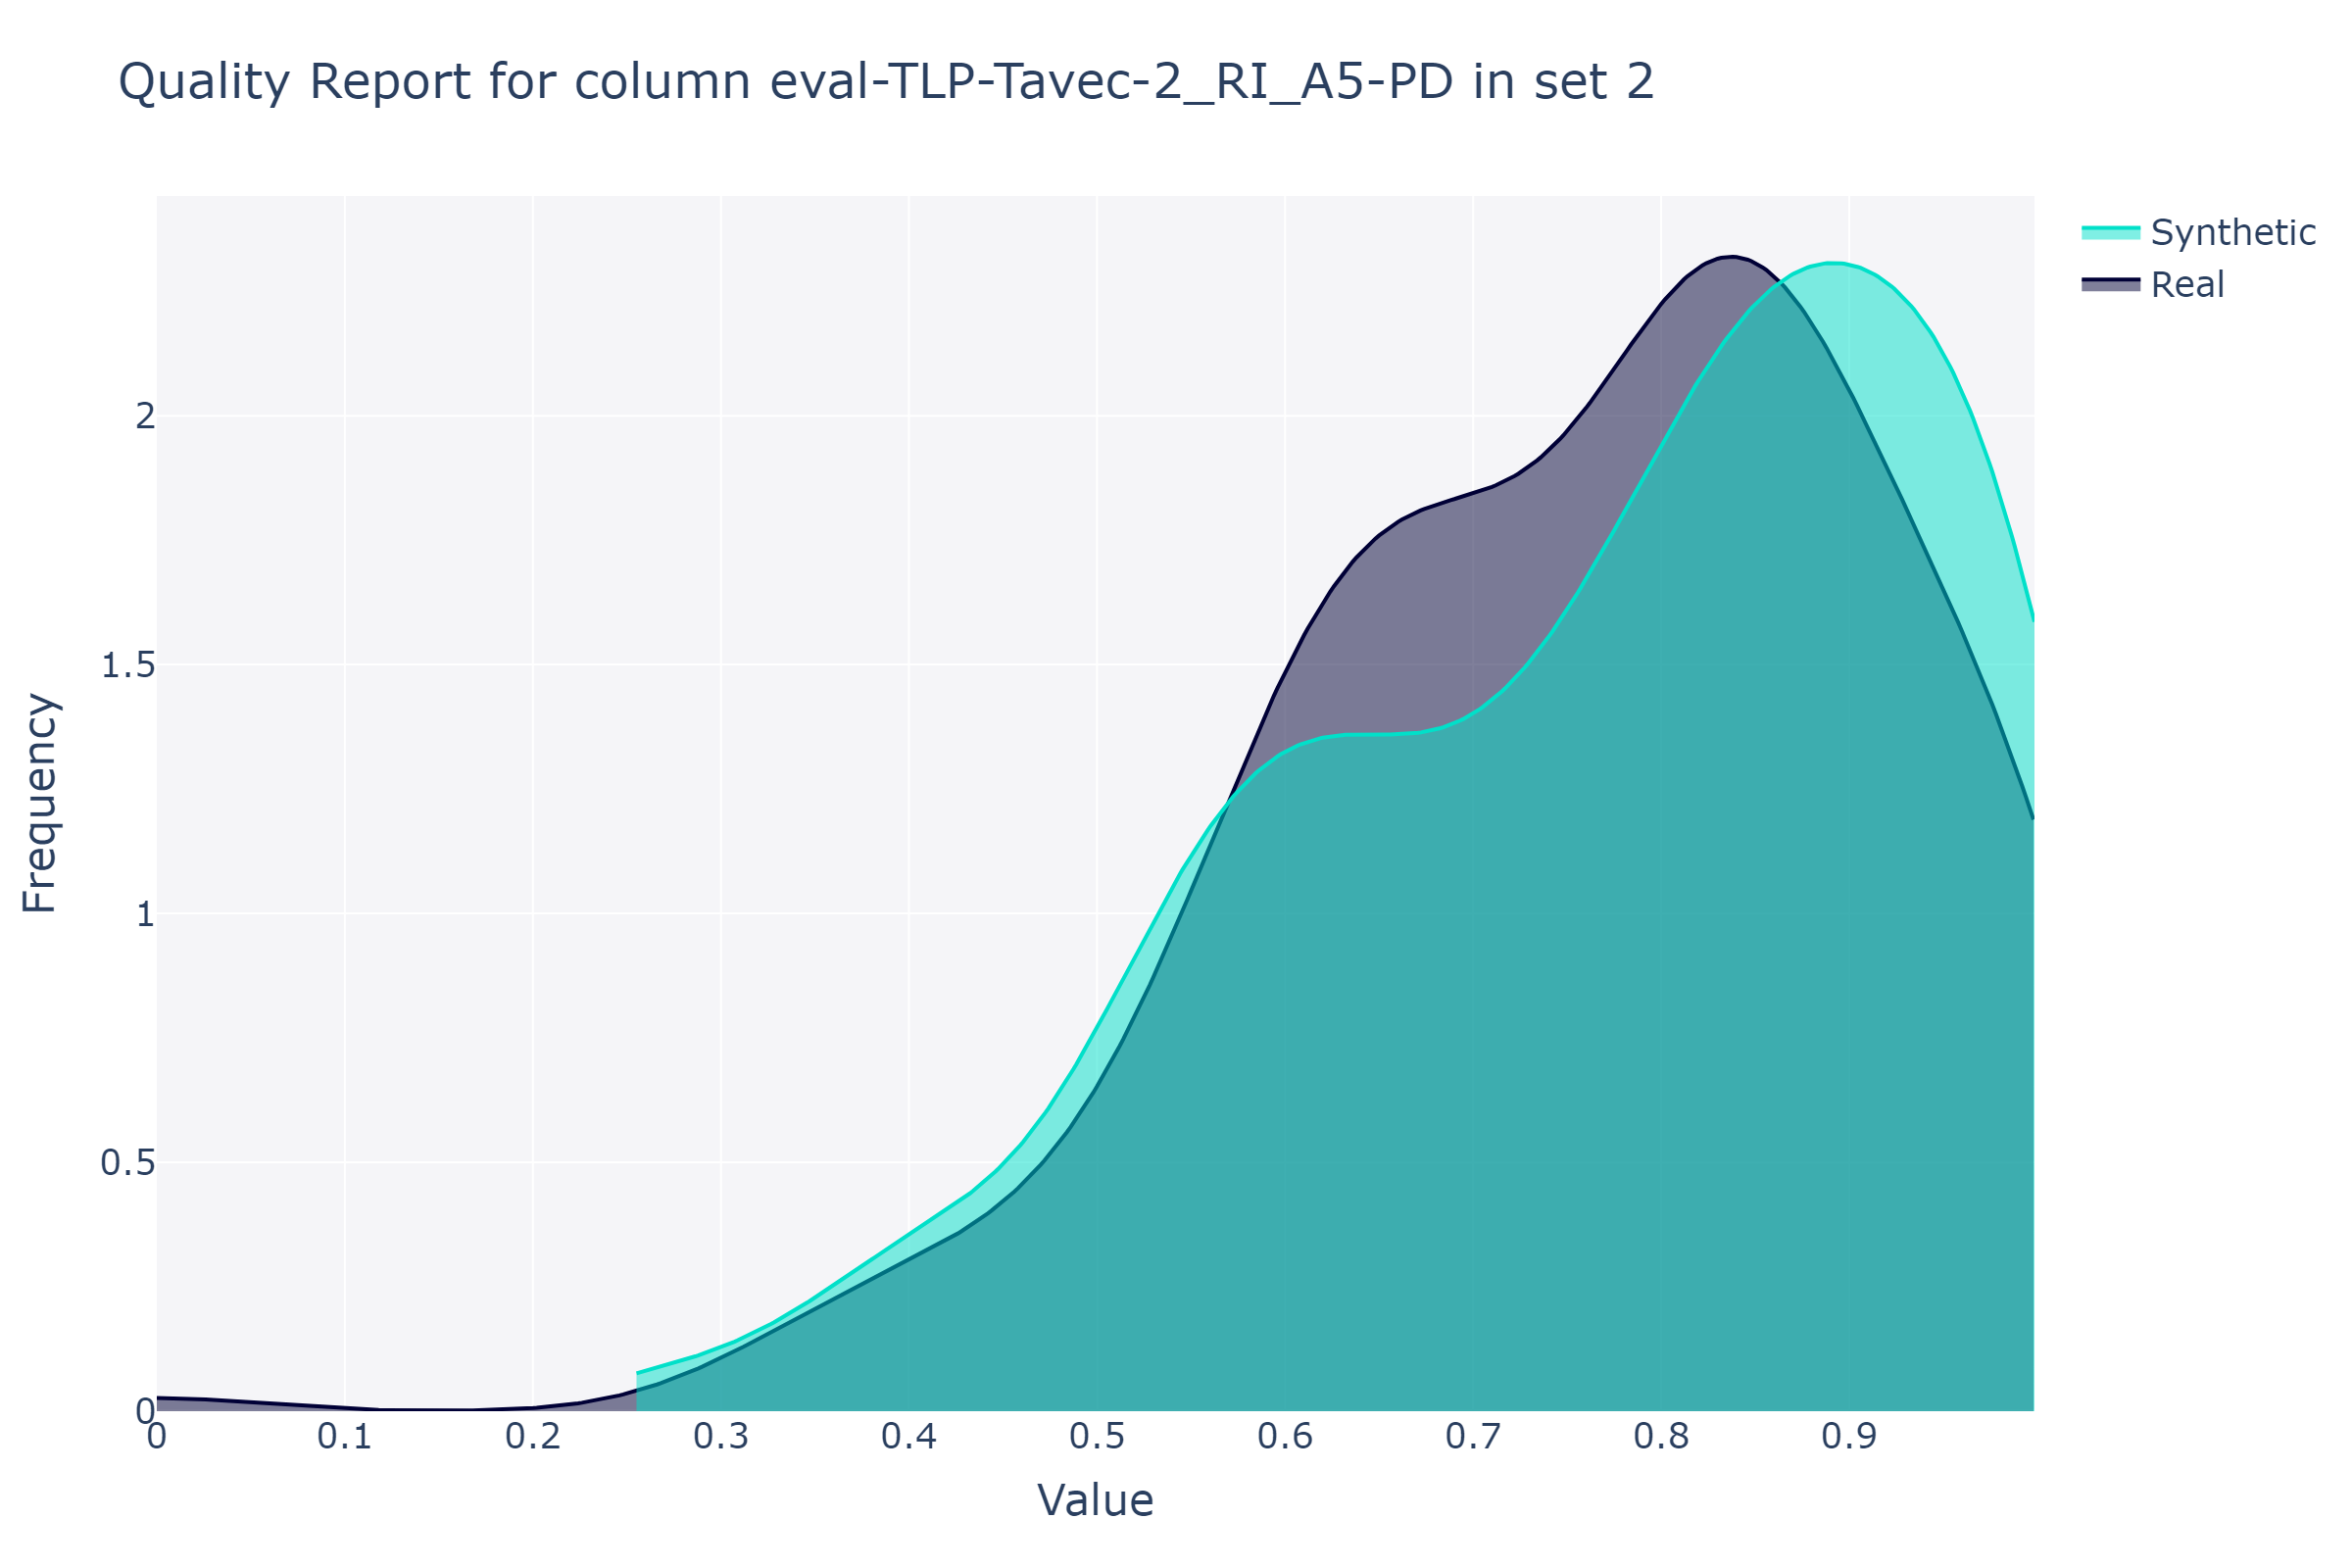 Quality Report for column eval-TLP-Tavec-2_RI_A5-PD in set 2
Synthetic
Real
Frequency
2
1.5
1
0.5
0
0 0.1 0.2 0.3 0.4 0.5 0.6 0.7 0.8 0.9
Value